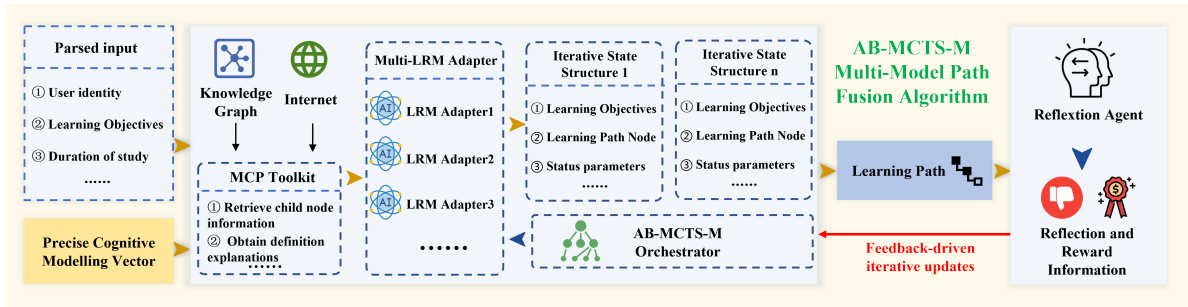 Parsed input
① User identity
② Learning Objectives
③ Duration of study
······
Precise Cognitive
Modelling Vector
Knowledge
Graph
Internet
MCP Toolkit
① Retrieve child node
information
② Obtain definition
explanations
······
Multi-LRM Adapter
AI
LRM Adapter1
AI
LRM Adapter2
AI
LRM Adapter3
······
Iterative State
Structure 1
① Learning Objectives
② Learning Path Node
③ Status parameters
······
Iterative State
Structure n
① Learning Objectives
② Learning Path Node
③ Status parameters
······
AB-MCTS-M
Orchestrator
AB-MCTS-M
Multi-Model Path
Fusion Algorithm
Learning Path
Feedback-driven
iterative updates
Reflextion Agent
Reflection and
Reward
Information